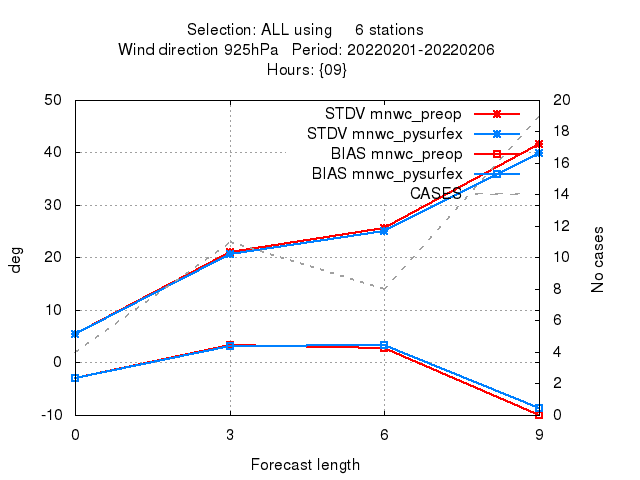 Selection: ALL using 6 stations
Wind direction 925hPa Period: 20220201-20220206
Hours: {09}
STDV mnwc_preop
STDV mnwc_pysurfex
BIAS mnwc_preop
BIAS mnwc_pysurfex
CASES
50
40
30
20
10
0
-10
deg
20
18
16
14
12
10
8
6
4
2
0
No cases
0 3 6 9
Forecast length